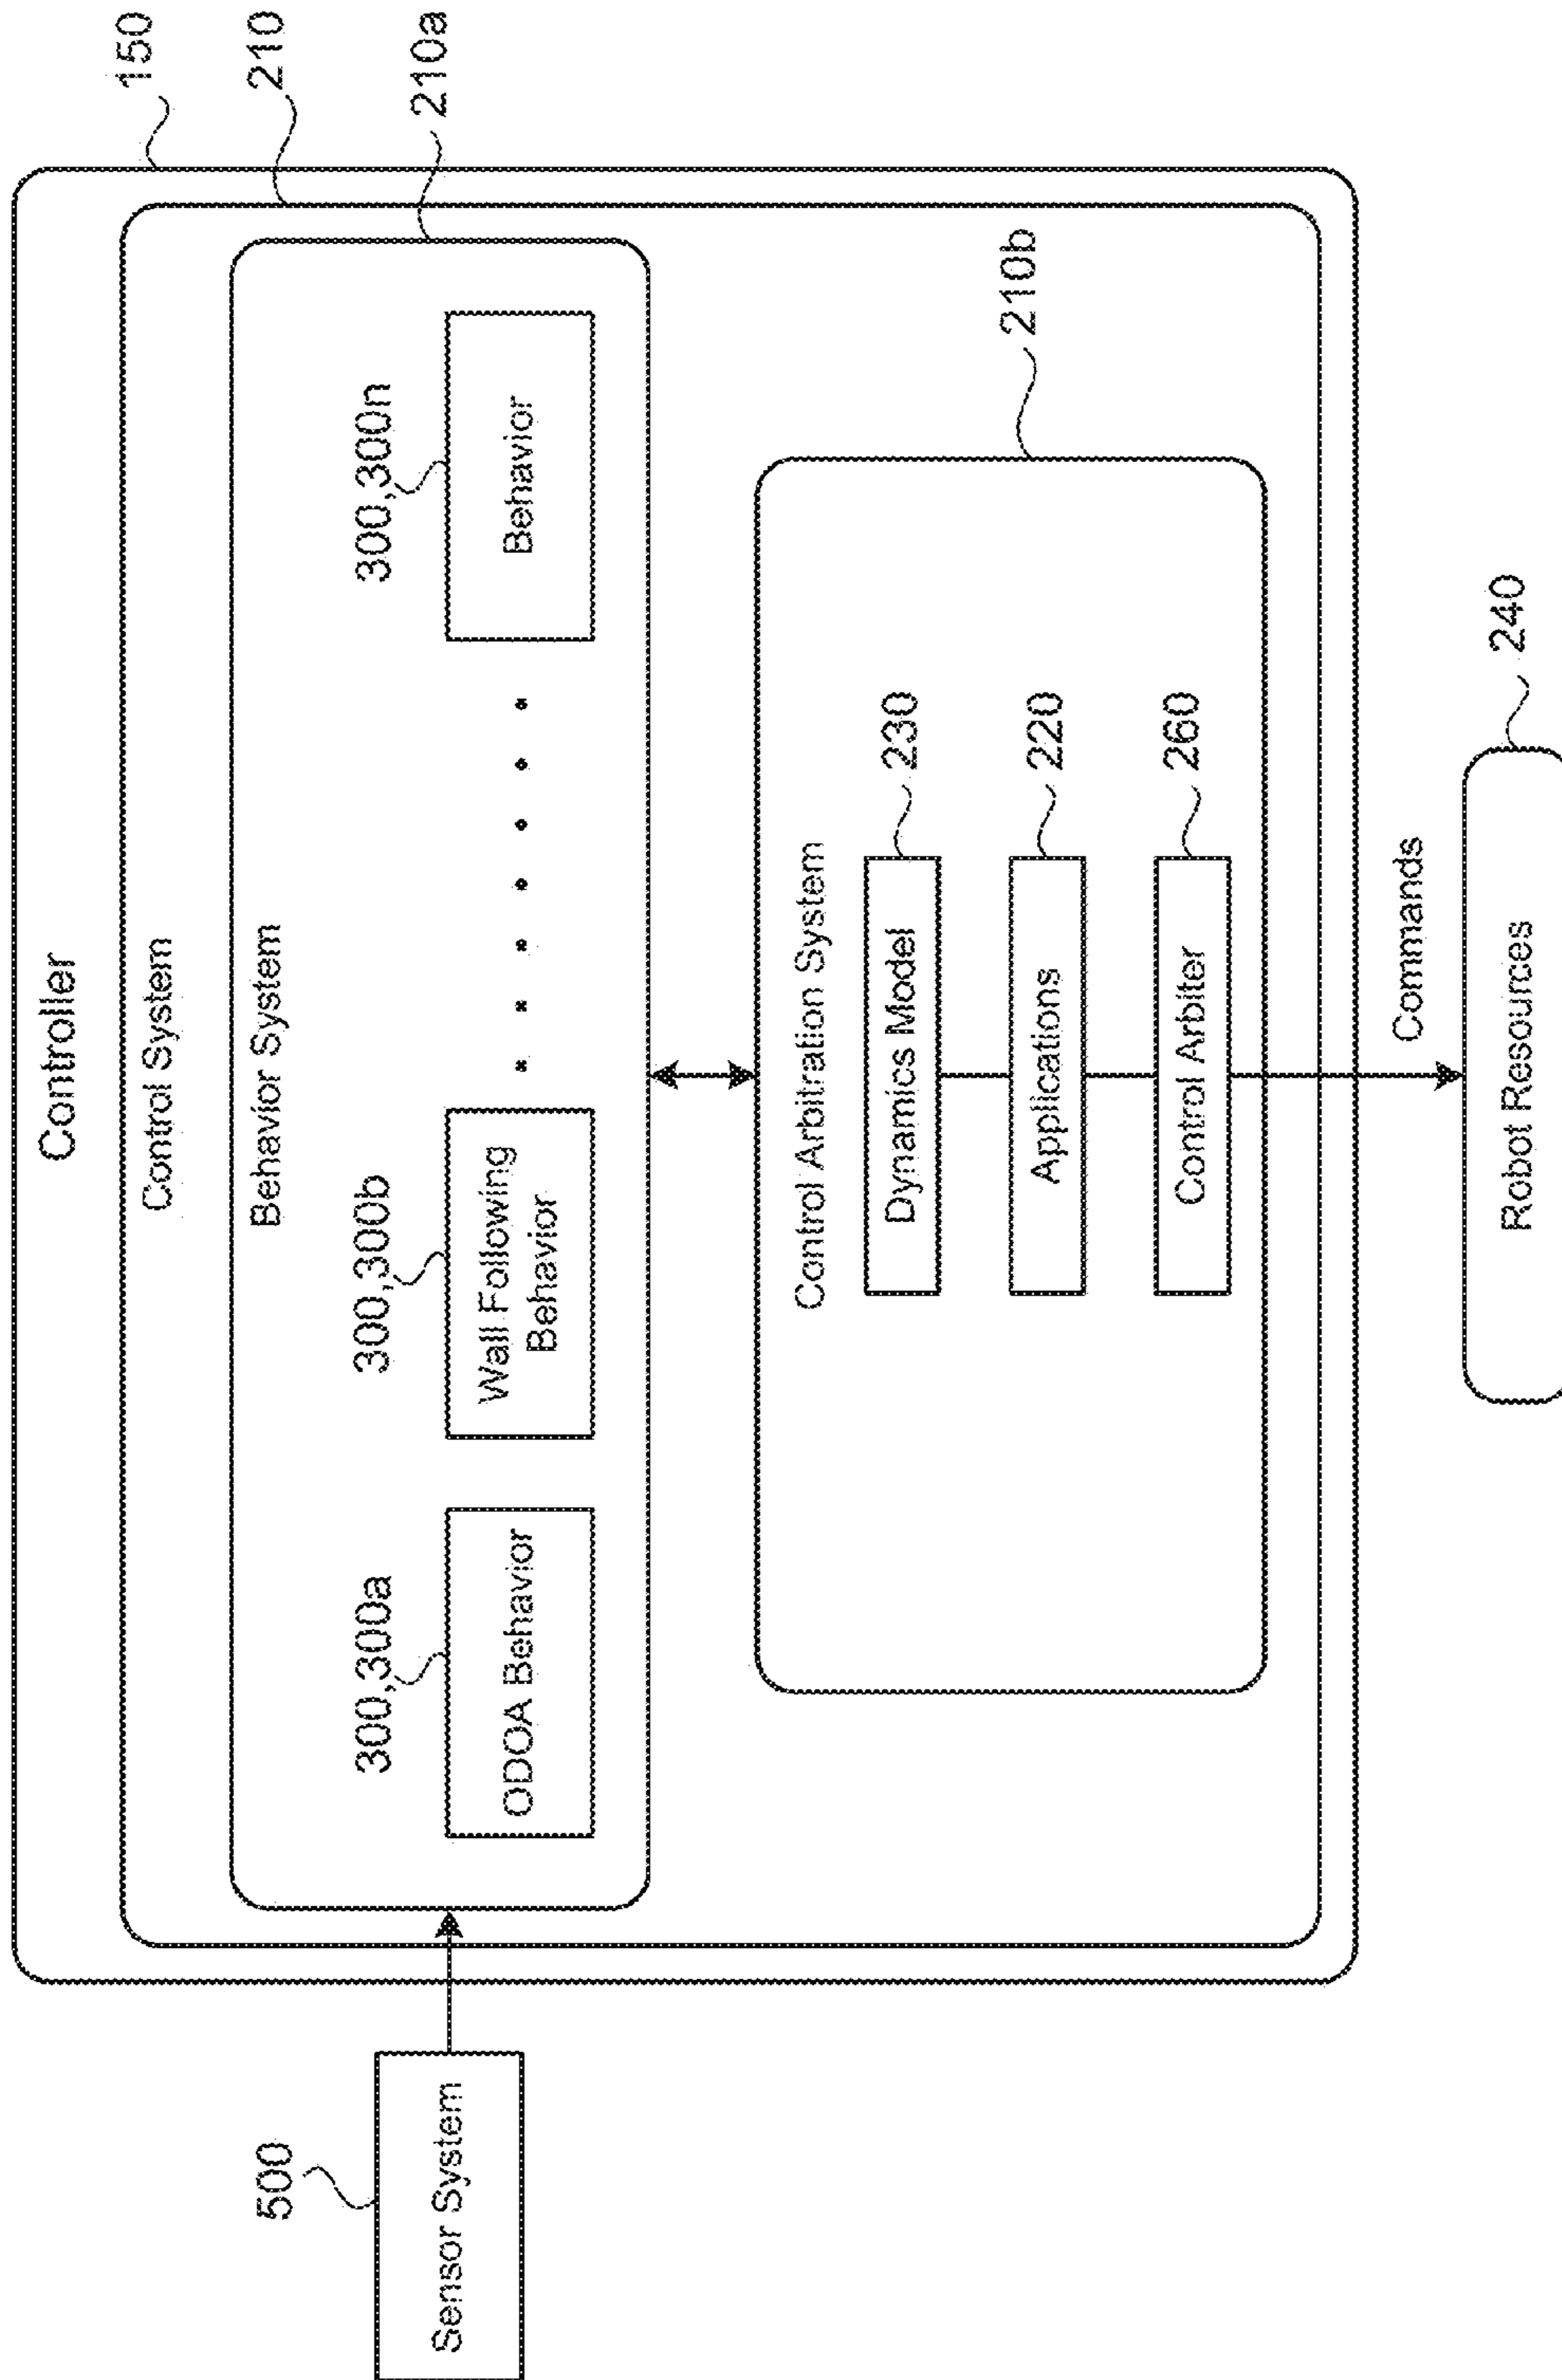 Controller
150
Control System
210
Behavior System
210a
300,300a
300,300b
300,300n
ODOA Behavior
Wall Following
Behavior
Behavior
500
Sensor System
210b
Control Arbitration System
Dynamics Model
230
Applications
220
Control Arbiter
260
Commands
240
Robot Resources